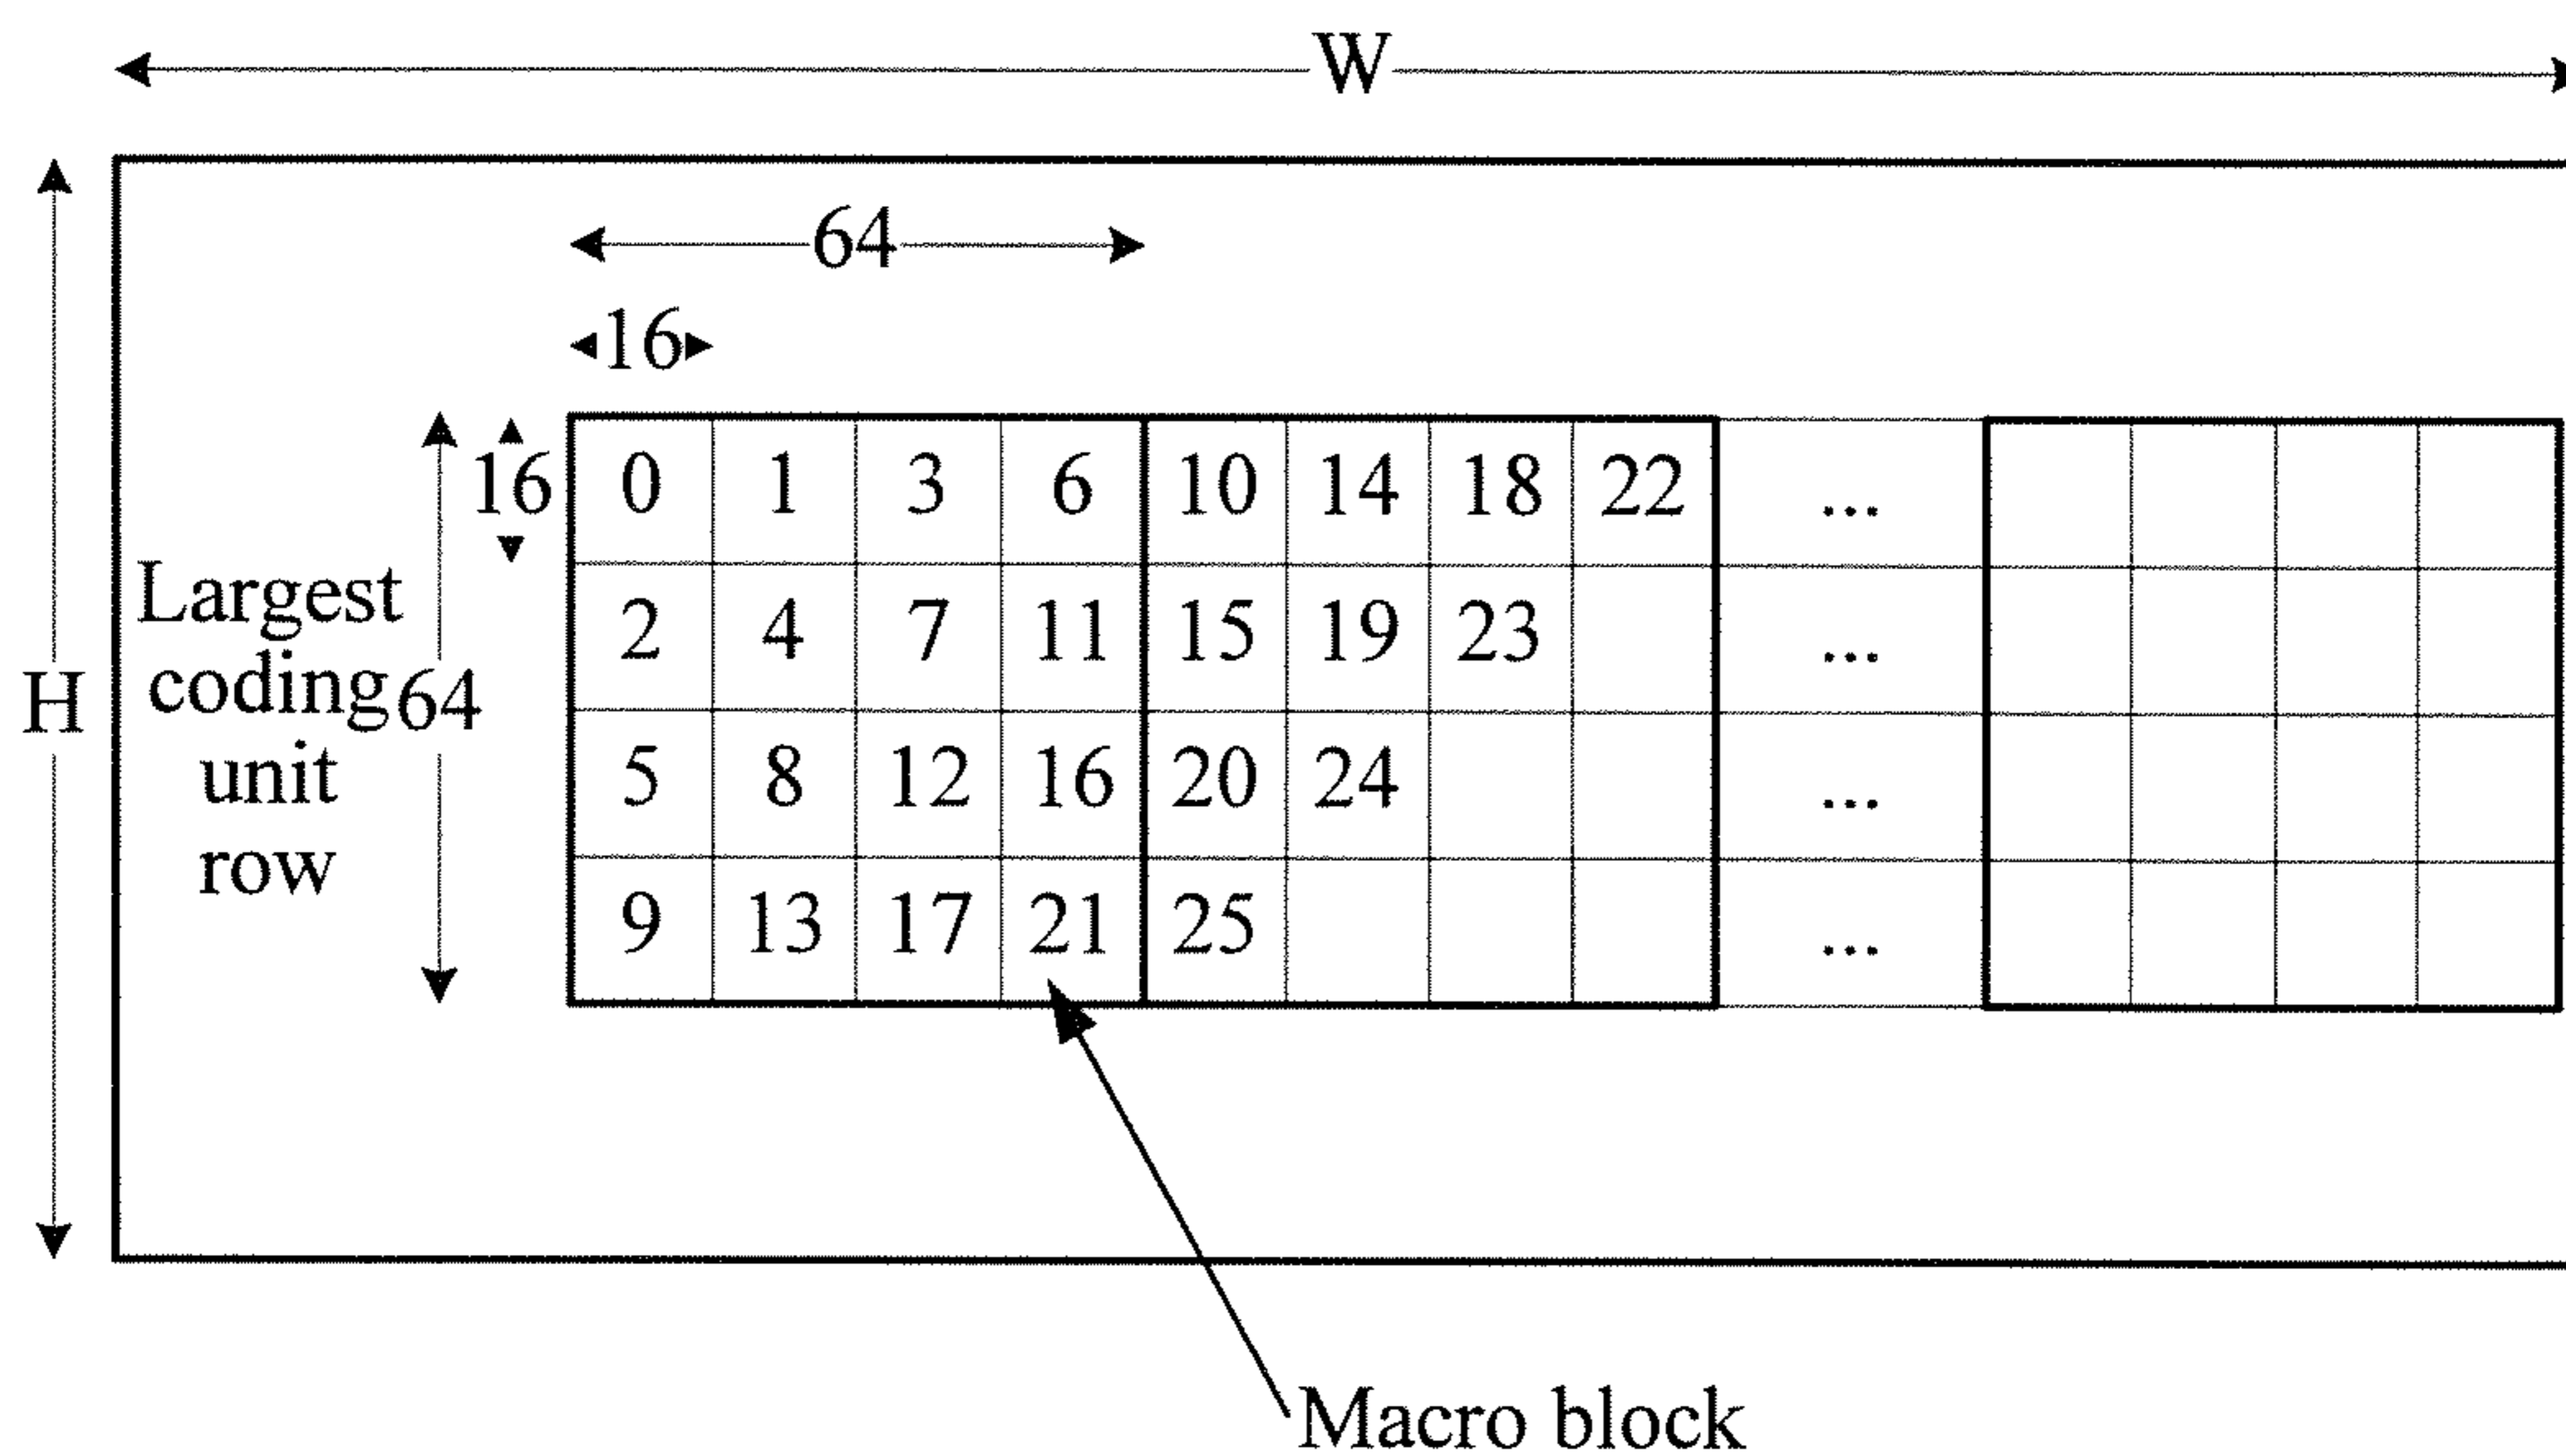 W
64
16
16 0 1 3 6 10 14 18 22 ...
Largest
2 4 7 11 15 19 23 ...
H coding 64
unit
5 8 12 16 20 24 ...
row
9 13 17 21 25 ...
Macro block